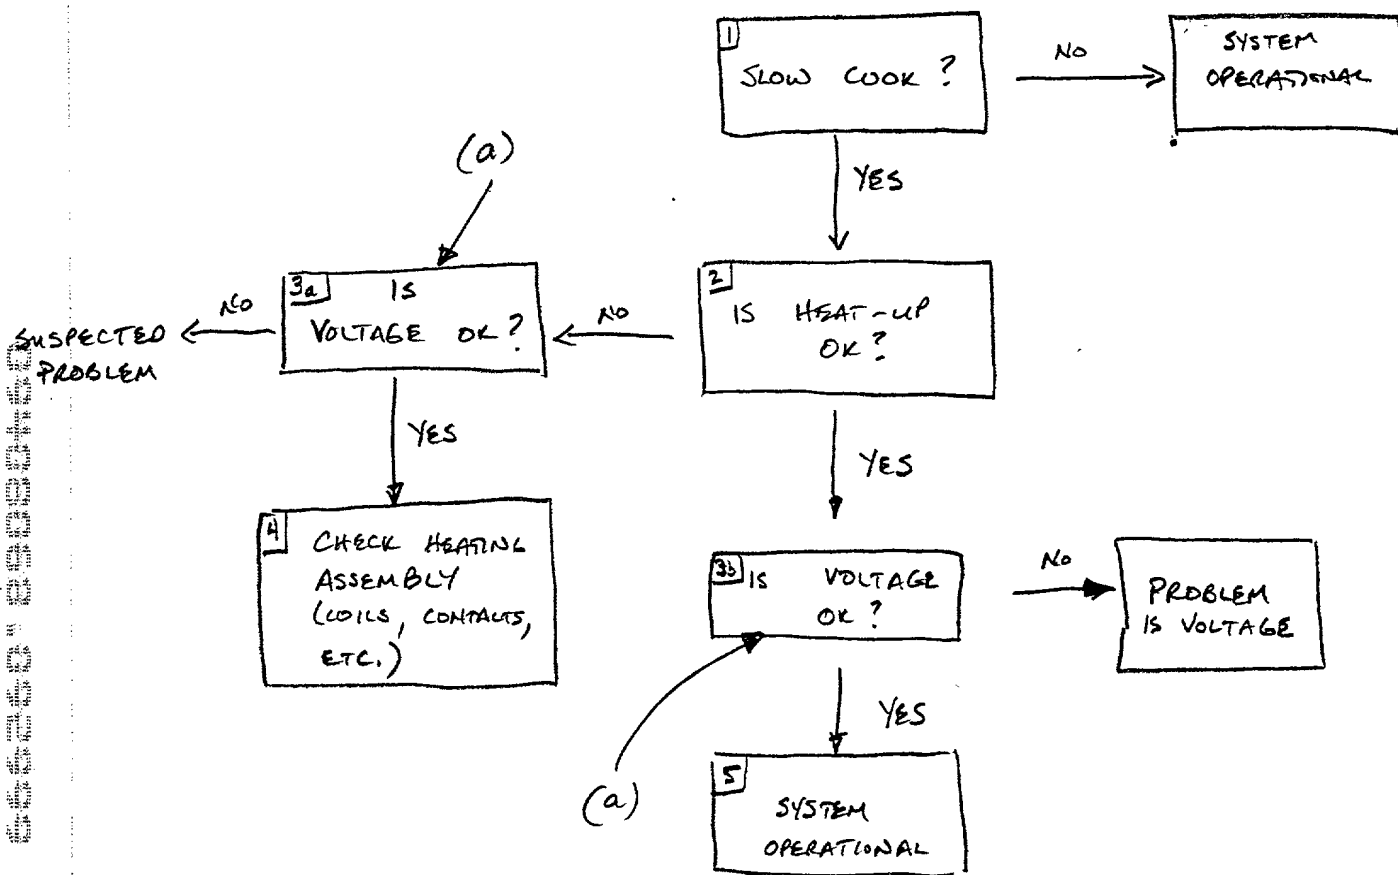 1
SLOW COOK ?
NO
SYSTEM
OPERATIONAL
YES
(a)
3a
IS
VOLTAGE OK ?
NO
SUSPECTED
PROBLEM
NO
2
IS HEAT-UP
OK ?
YES
YES
4
CHECK HEATING
ASSEMBLY
(COILS, CONTACTS,
ETC.)
3b
IS VOLTAGE
OK ?
NO
PROBLEM
IS VOLTAGE
YES
(a)
5
SYSTEM
OPERATIONAL